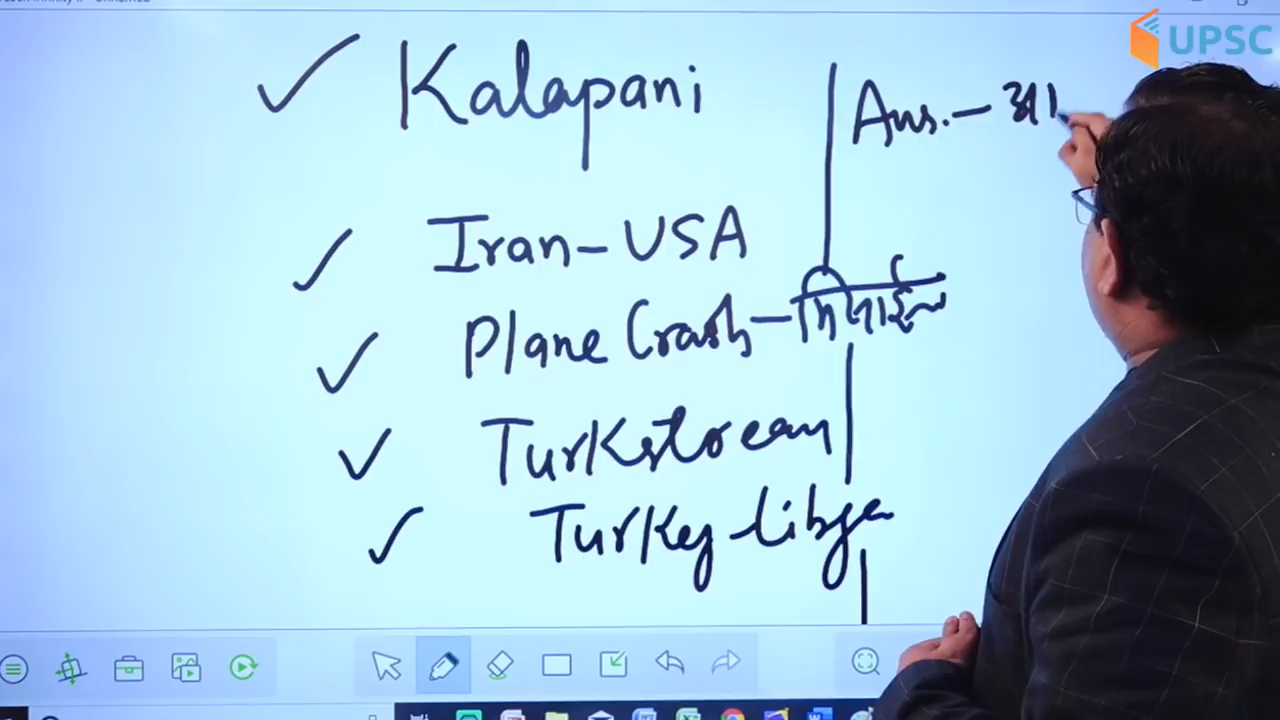 UPSC
Kalapani
Ans. - आ
Iran - USA
Plane Crash -
Turkstream
Turkey - Libya